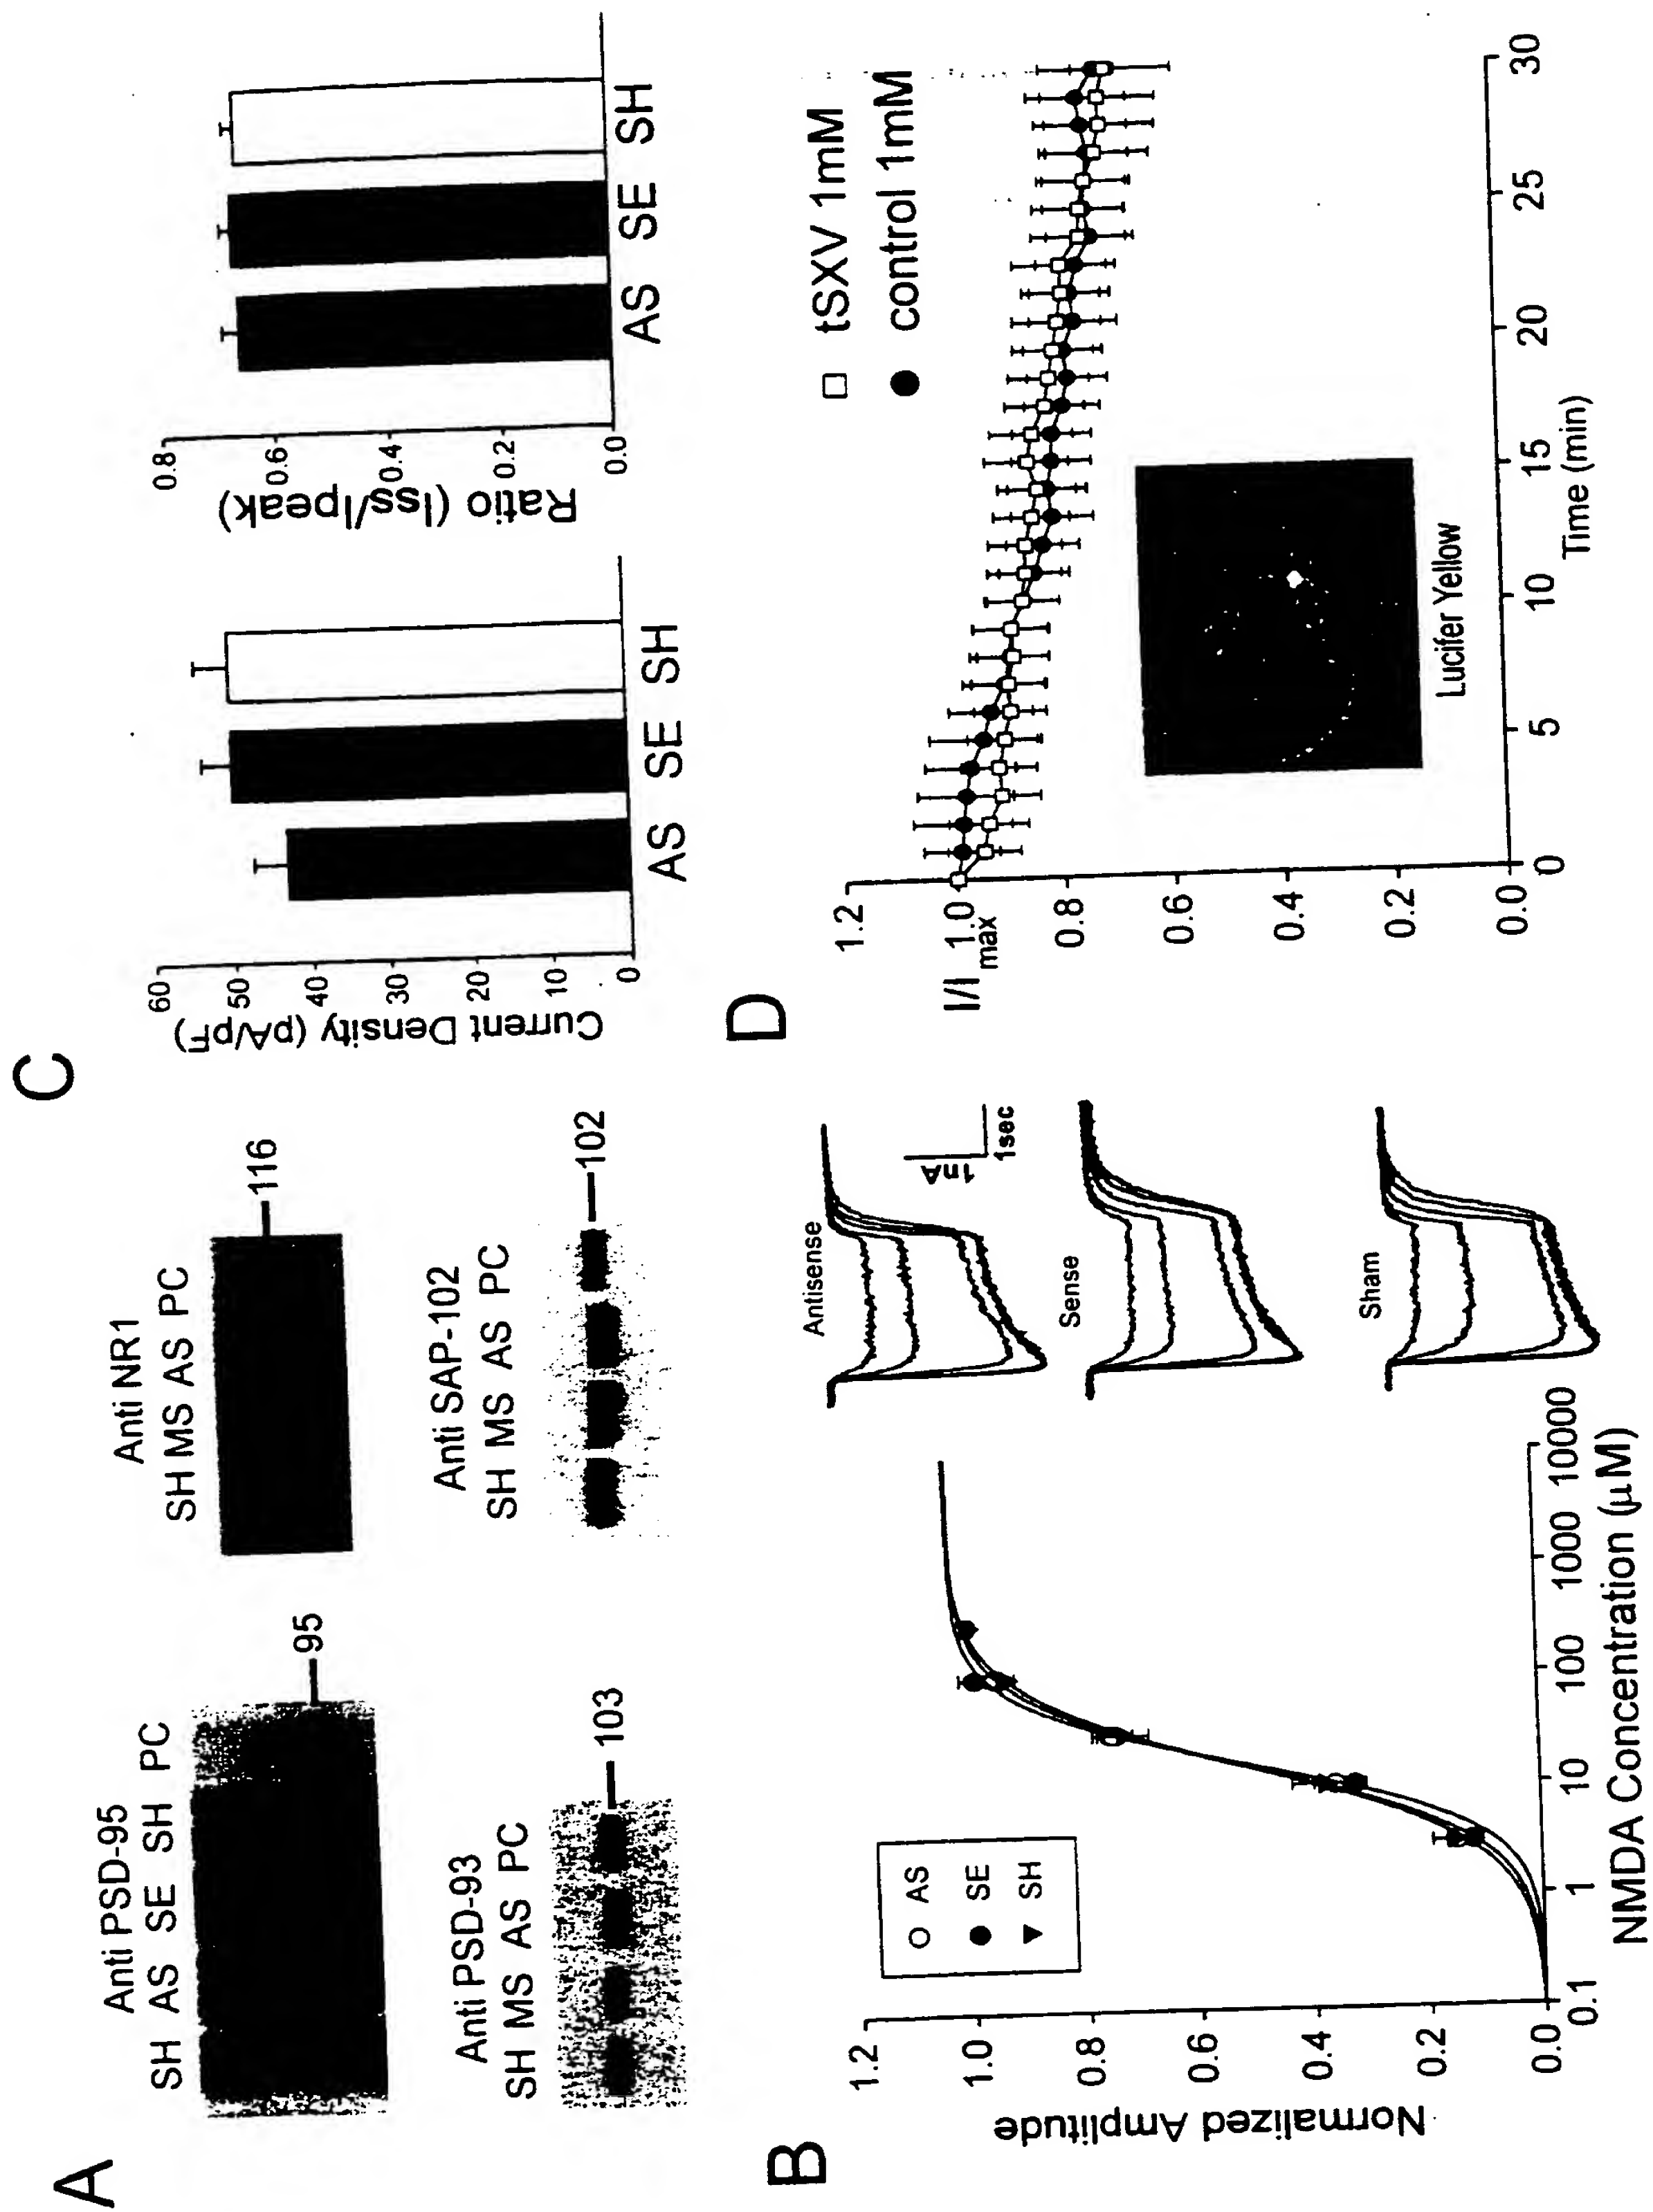 A
Anti PSD-95
SH AS SE SH PC
95
Anti NR1
SH MS AS PC
116
Anti PSD-93
SH MS AS PC
103
Anti SAP-102
SH MS AS PC
102
B
Normalized Amplitude
1.2
1.0
0.8
0.6
0.4
0.2
0.0
AS
SE
SH
0.1 1 10 100 1000 10000
NMDA Concentration (μM)
Antisense
1nA
1sec
Sense
Sham
C
Current Density (pA/pF)
60
50
40
30
20
10
0
AS SE SH
Ratio (Iss/Ipeak)
0.8
0.6
0.4
0.2
0.0
AS SE SH
D
I/Imax
1.2
1.0
0.8
0.6
0.4
0.2
0.0
tSXV 1mM
control 1mM
Lucifer Yellow
0 5 10 15 20 25 30
Time (min)